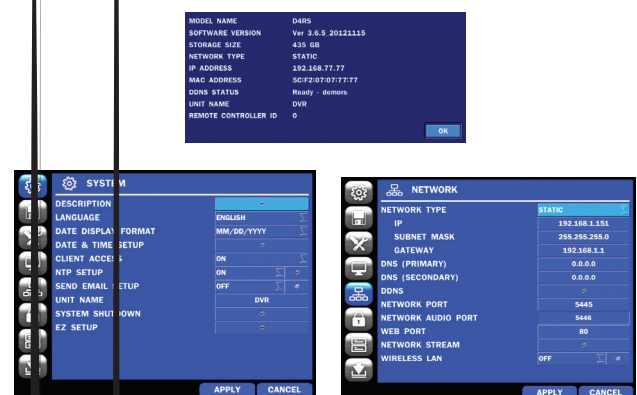 MODEL NAME D4RS
SOFTWARE VERSION Ver 3.6.5_20121115
STORAGE SIZE 435 GB
NETWORK TYPE STATIC
IP ADDRESS 192.168.77.77
MAC ADDRESS 5C:F2:07:07:77:77
DDNS STATUS Ready - demors
UNIT NAME DVR
REMOTE CONTROLLER ID 0
OK
SYSTEM
DESCRIPTION
LANGUAGE ENGLISH
DATE DISPLAY FORMAT MM/DD/YYYY
DATE & TIME SETUP
CLIENT ACCESS ON
NTP SETUP ON
SEND EMAIL SETUP OFF
UNIT NAME DVR
SYSTEM SHUTDOWN
EZ SETUP
APPLY CANCEL
NETWORK
NETWORK TYPE STATIC
IP 192.168.1.151
SUBNET MASK 255.255.255.0
GATEWAY 192.168.1.1
DNS (PRIMARY) 0.0.0.0
DNS (SECONDARY) 0.0.0.0
DDNS
NETWORK PORT 5445
NETWORK AUDIO PORT 5446
WEB PORT 80
NETWORK STREAM
WIRELESS LAN OFF
APPLY CANCEL